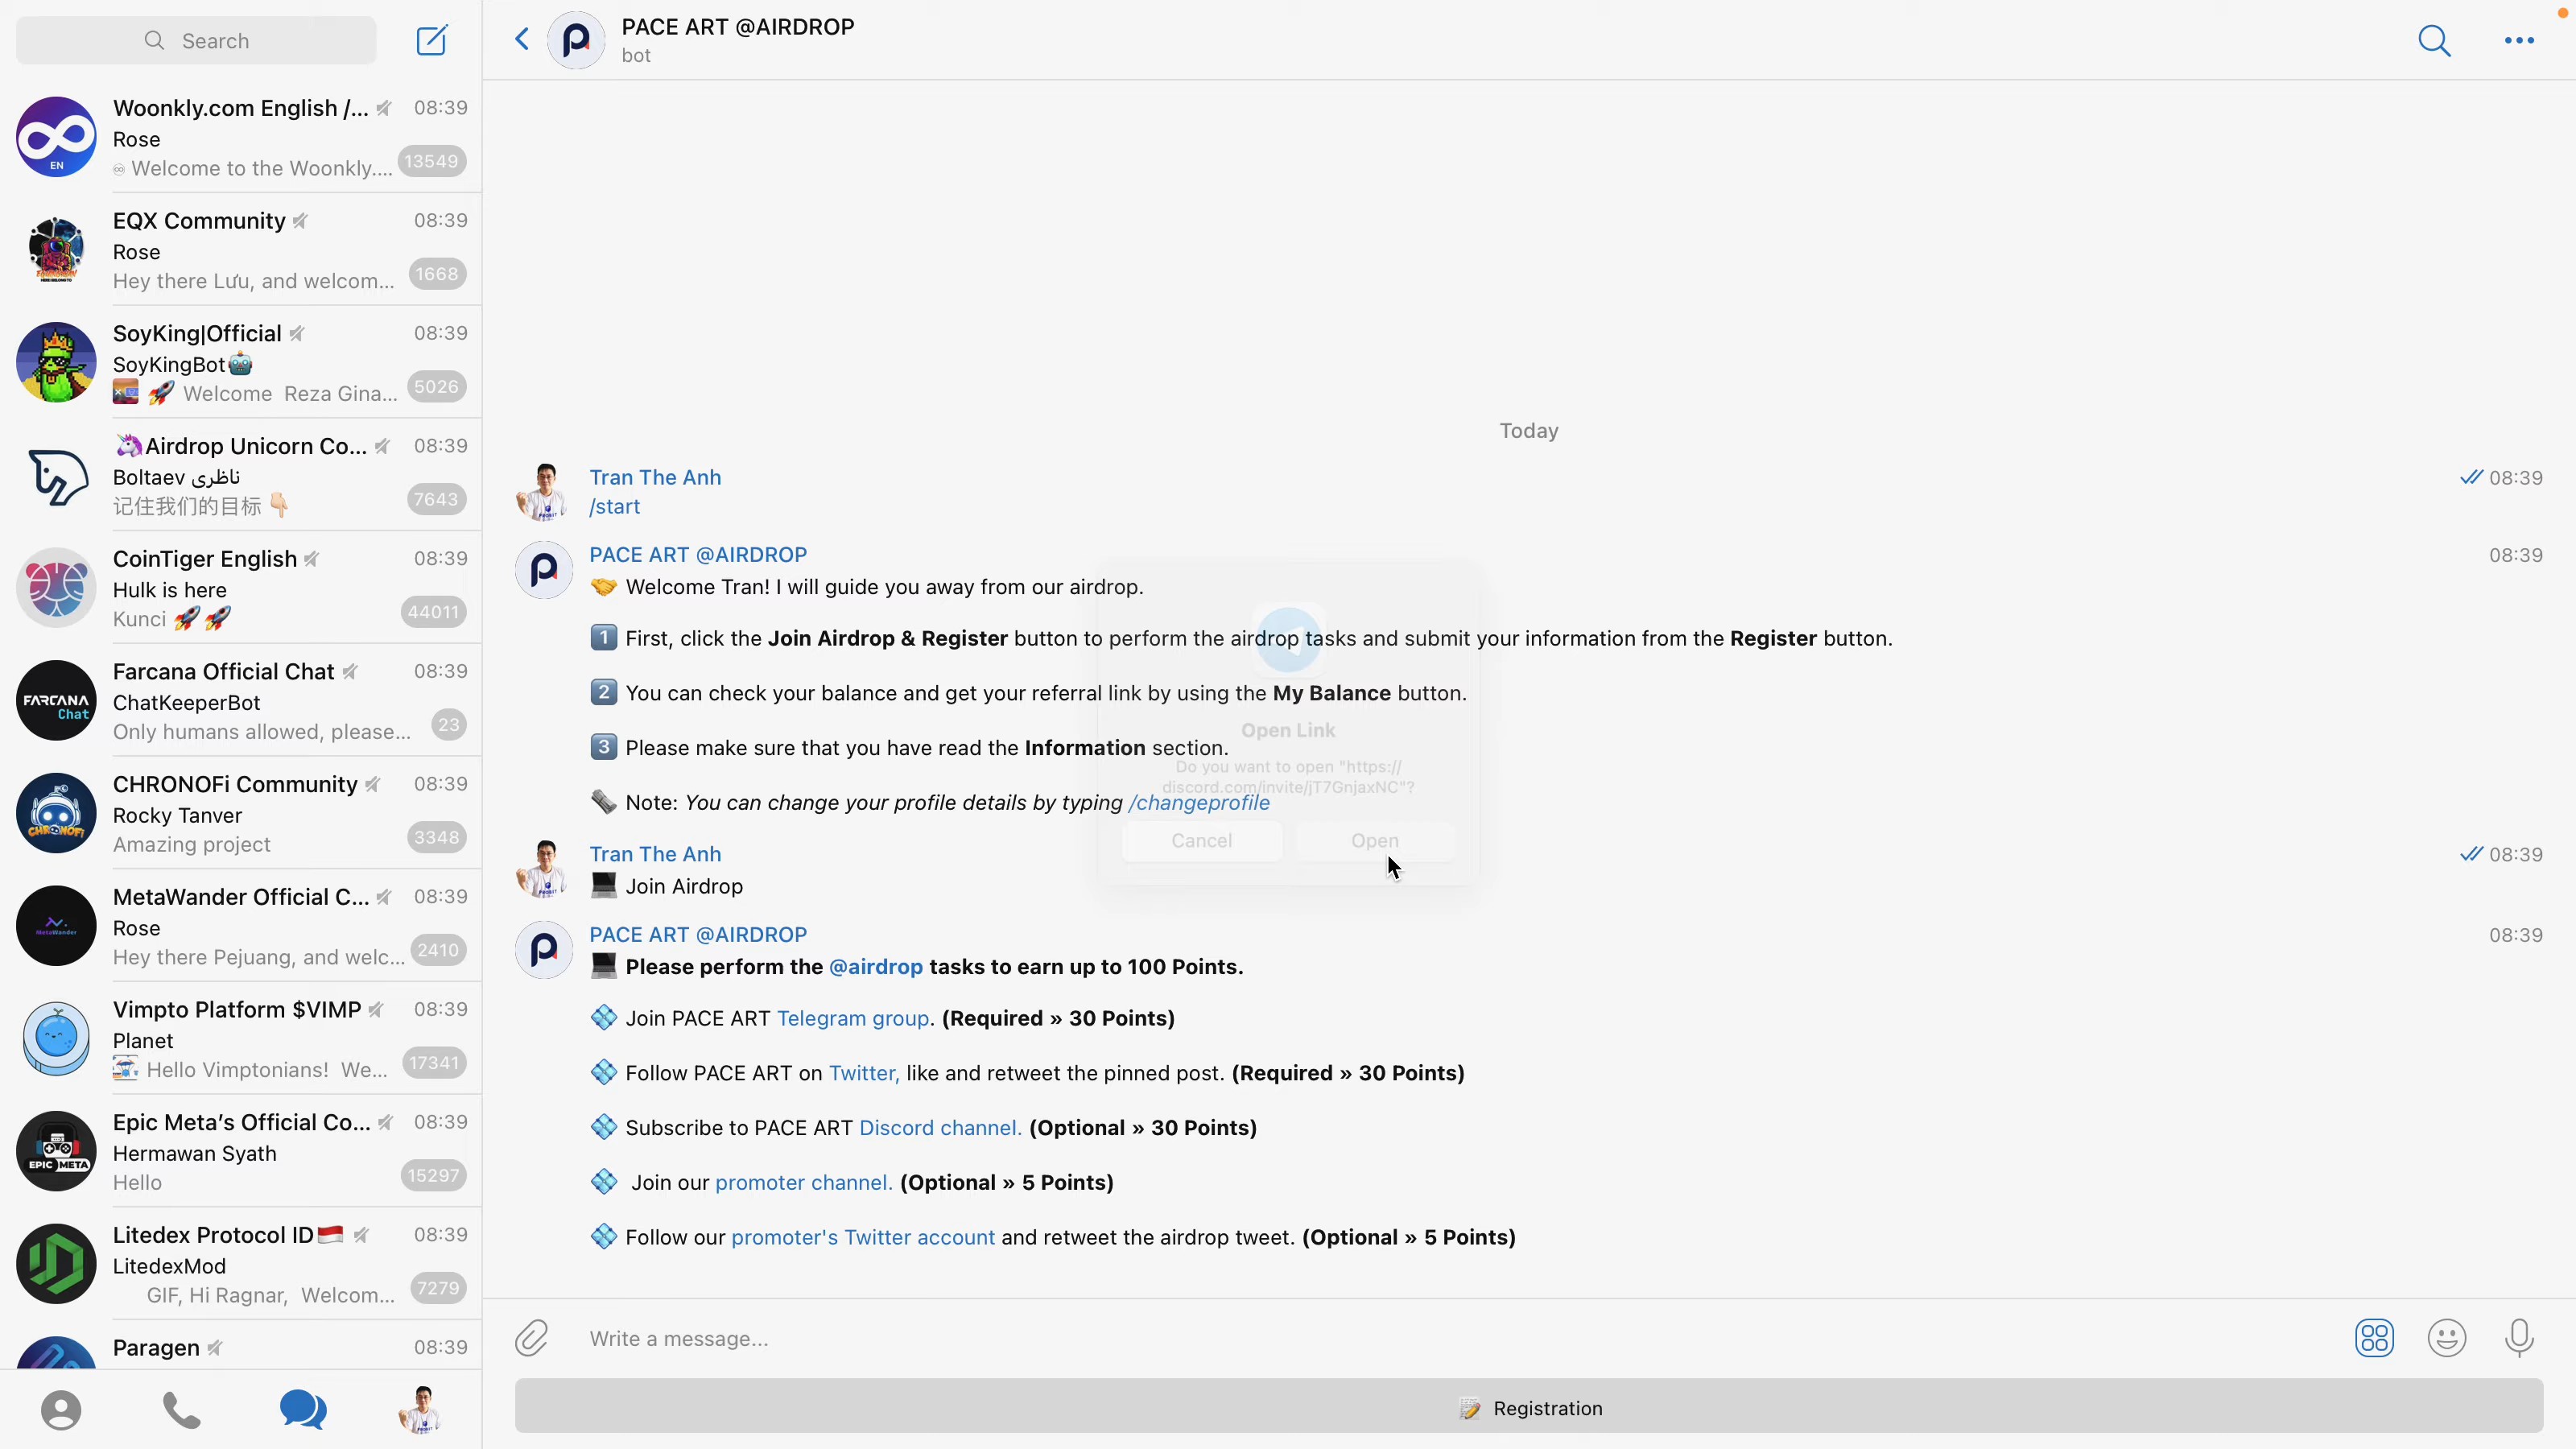 Search
Woonkly.com English /... 08:39
Rose
Welcome to the Woonkly.... 13549
EN
EQX Community 08:39
Rose
Hey there Lưu, and welcom... 1668
SoyKing|Official 08:39
SoyKingBot🤖
🚀 Welcome Reza Gina... 5026
🦄Airdrop Unicorn Co... 08:39
Boltaev ناظری
记住我们的目标 👇🏻 7643
CoinTiger English 08:39
Hulk is here
Kunci 🚀🚀 44011
Farcana Official Chat 08:39
ChatKeeperBot
Only humans allowed, please... 23
FARCANA
Chat
CHRONOFi Community 08:39
Rocky Tanver
Amazing project 3348
CHRONOFI
MetaWander Official C... 08:39
Rose
Hey there Pejuang, and welc... 2410
MetaWander
Vimpto Platform $VIMP 08:39
Planet
Hello Vimptonians! We... 17341
Epic Meta's Official Co... 08:39
Hermawan Syath
Hello 15297
EPIC META
Litedex Protocol ID🇮🇩 08:39
LitedexMod
GIF, Hi Ragnar, Welcom... 7279
Paragen 08:39
PACE ART @AIRDROP
bot
Today
Tran The Anh 08:39
/start
PACE ART @AIRDROP 08:39
🤝 Welcome Tran! I will guide you away from our airdrop.
1️⃣ First, click the Join Airdrop & Register button to perform the airdrop tasks and submit your information from the Register button.
2️⃣ You can check your balance and get your referral link by using the My Balance button.
3️⃣ Please make sure that you have read the Information section.
🗞 Note: You can change your profile details by typing /changeprofile
Open Link
Do you want to open "https://
discord.com/invite/jT7GnjaxNC"?
Cancel Open
Tran The Anh 08:39
💻 Join Airdrop
PACE ART @AIRDROP 08:39
💻 Please perform the @airdrop tasks to earn up to 100 Points.
💠 Join PACE ART Telegram group. (Required » 30 Points)
💠 Follow PACE ART on Twitter, like and retweet the pinned post. (Required » 30 Points)
💠 Subscribe to PACE ART Discord channel. (Optional » 30 Points)
💠 Join our promoter channel. (Optional » 5 Points)
💠 Follow our promoter's Twitter account and retweet the airdrop tweet. (Optional » 5 Points)
Write a message...
📝 Registration